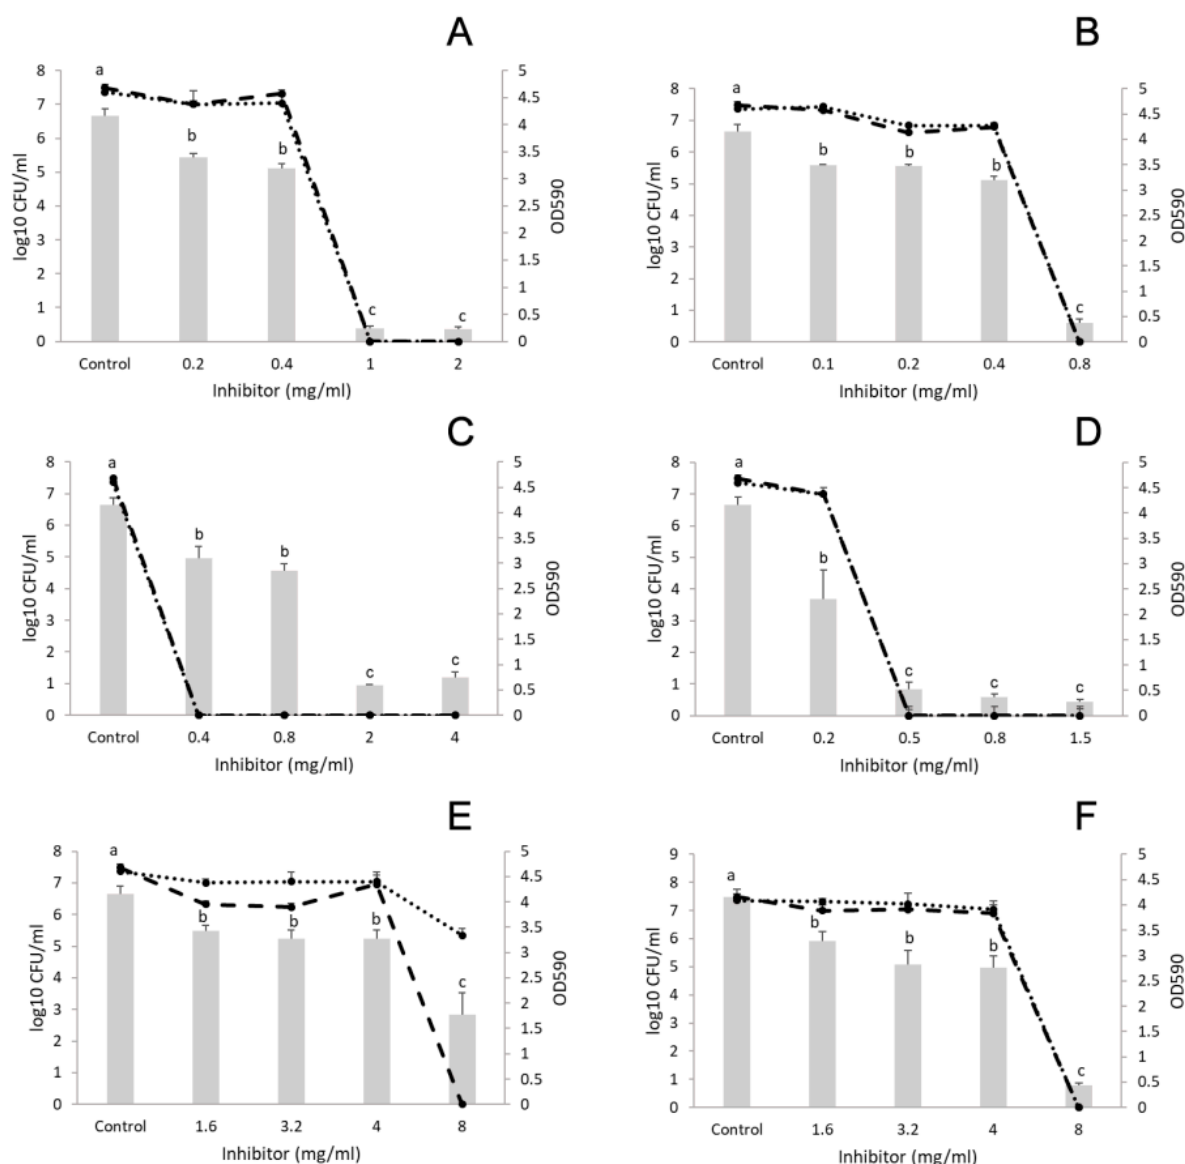 A
8 7 6 5 4 3 2 1 0
log10 CFU/ml
a b b c c
5 4.5 4 3.5 3 2.5 2 1.5 1 0.5 0
OD590
Control 0.2 0.4 1 2
Inhibitor (mg/ml)
B
8 7 6 5 4 3 2 1 0
log10 CFU/ml
a b b b c
5 4.5 4 3.5 3 2.5 2 1.5 1 0.5 0
OD590
Control 0.1 0.2 0.4 0.8
Inhibitor (mg/ml)
C
8 7 6 5 4 3 2 1 0
log10 CFU/ml
a b b c c
5 4.5 4 3.5 3 2.5 2 1.5 1 0.5 0
OD590
Control 0.4 0.8 2 4
Inhibitor (mg/ml)
D
8 7 6 5 4 3 2 1 0
log10 CFU/ml
a b c c c
5 4.5 4 3.5 3 2.5 2 1.5 1 0.5 0
OD590
Control 0.2 0.5 0.8 1.5
Inhibitor (mg/ml)
E
8 7 6 5 4 3 2 1 0
log10 CFU/ml
a b b b c
5 4.5 4 3.5 3 2.5 2 1.5 1 0.5 0
OD590
Control 1.6 3.2 4 8
Inhibitor (mg/ml)
F
9 8 7 6 5 4 3 2 1 0
log10 CFU/ml
a b b b c
5 4.5 4 3.5 3 2.5 2 1.5 1 0.5 0
OD590
Control 1.6 3.2 4 8
Inhibitor (mg/ml)